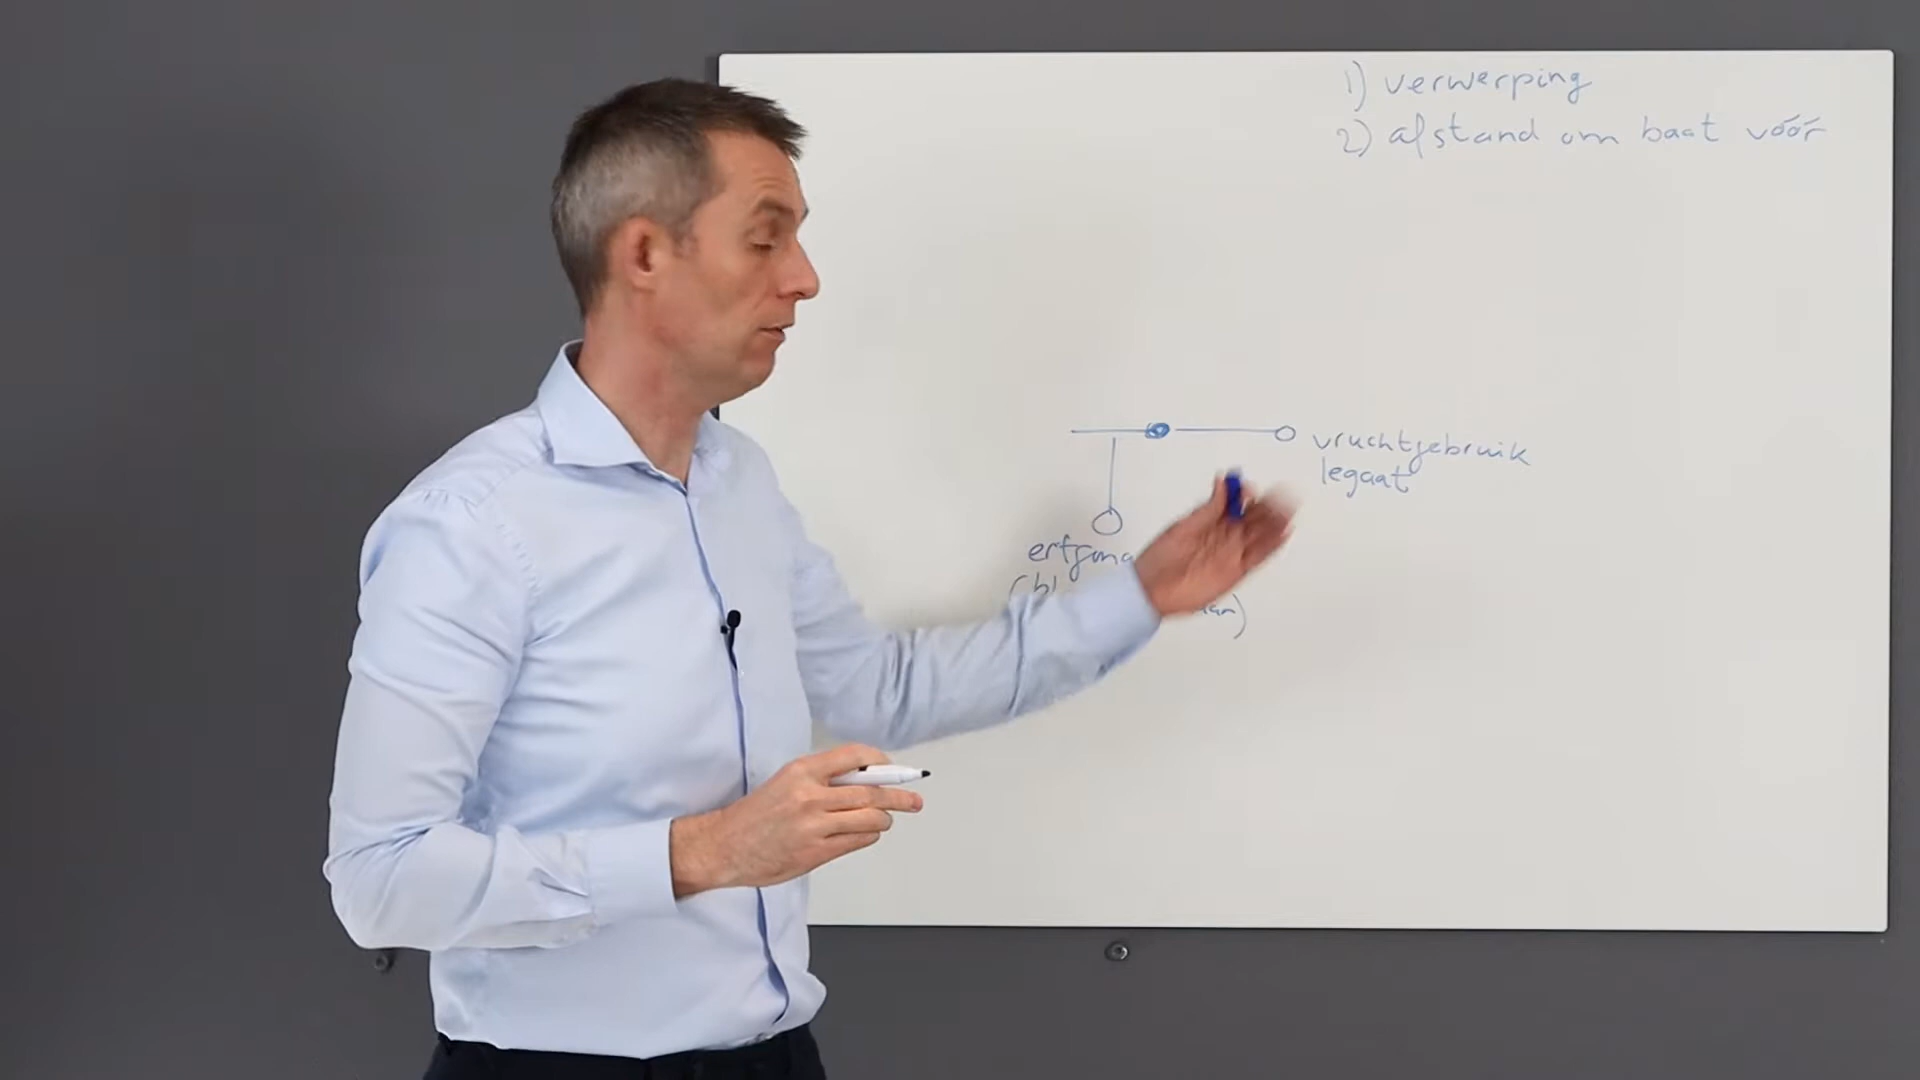 1) verwerping
2) afstand om baat vóór
vruchtgebruik
legaat